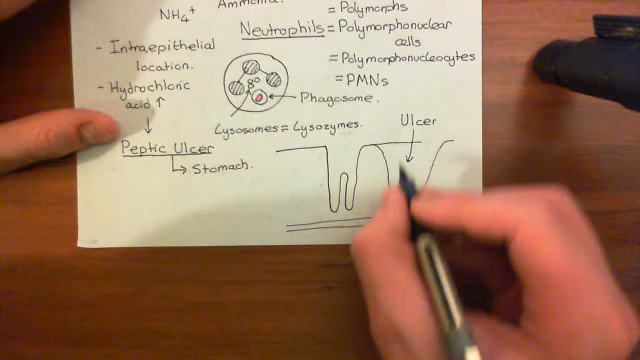 NH4+
Ammonia.
- Intraepithelial
location.
- Hydrochloric
acid ↑
Peptic Ulcer
Stomach.
= Polymorphs
Neutrophils = Polymorphonuclear
cells
= Polymorphonucleocytes
= PMNs
Phagosome.
Lysosomes = Lysozymes.
Ulcer